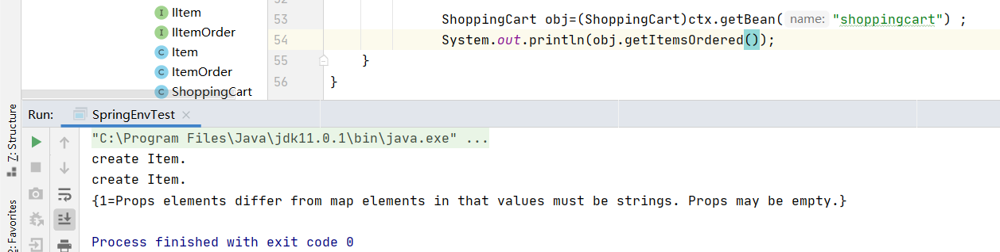 IItem
IItemOrder
Item
ItemOrder
ShoppingCart
53 ShoppingCart obj=(ShoppingCart)ctx.getBean( name: "shoppingcart") ;
54 System.out.println(obj.getItemsOrdered());
55 }
56 }
7: Structure
2: Favorites
Run: SpringEnvTest
"C:\Program Files\Java\jdk11.0.1\bin\java.exe" ...
create Item.
create Item.
{1=Props elements differ from map elements in that values must be strings. Props may be empty.}
Process finished with exit code 0